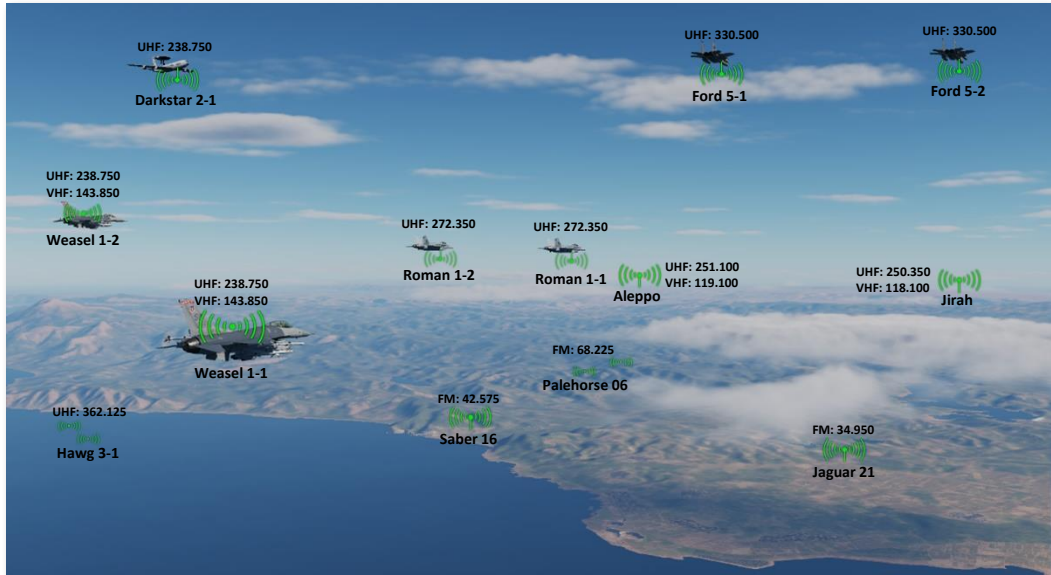 UHF: 238.750
Darkstar 2-1
UHF: 330.500
Ford 5-1
UHF: 330.500
Ford 5-2
UHF: 238.750
VHF: 143.850
Weasel 1-2
UHF: 272.350
Roman 1-2
UHF: 272.350
Roman 1-1
UHF: 251.100
VHF: 119.100
Aleppo
UHF: 250.350
VHF: 118.100
Jirah
UHF: 238.750
VHF: 143.850
Weasel 1-1
FM: 68.225
Palehorse 06
UHF: 362.125
Hawg 3-1
FM: 42.575
Saber 16
FM: 34.950
Jaguar 21